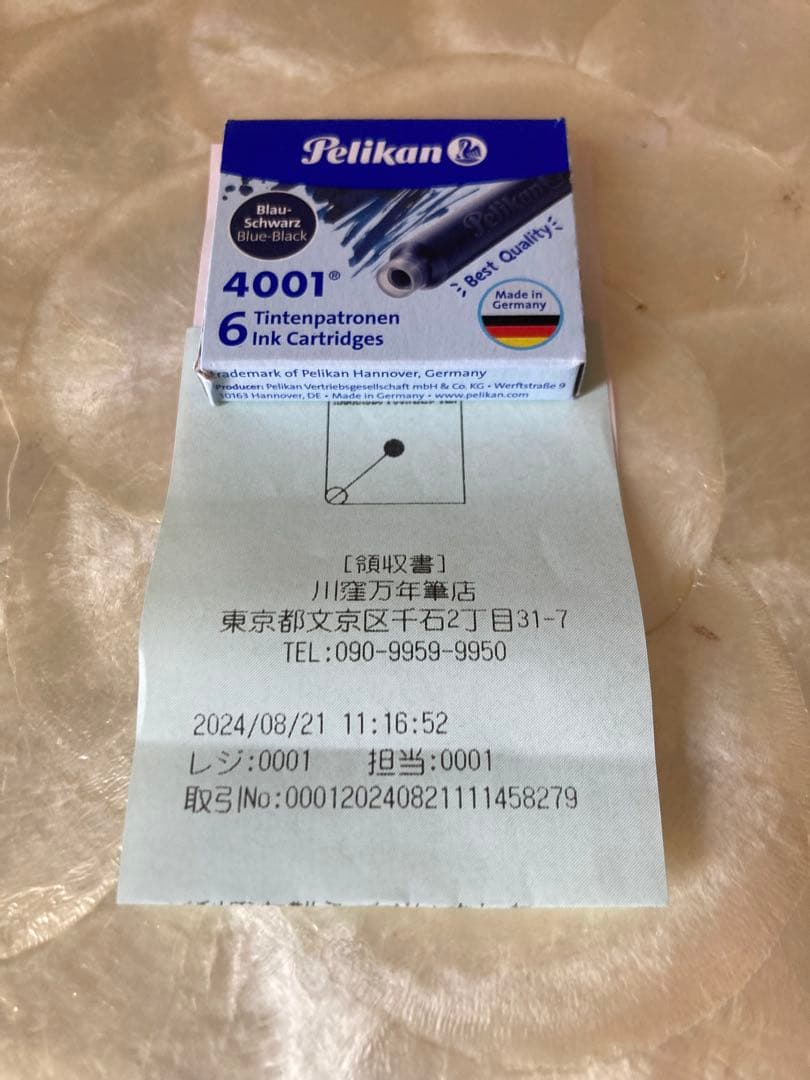 Pelikan
Blau-
Schwarz
Blue-Black
Pelikan
Best Quality
4001®
Made in
Germany
6 Tintenpatronen
Ink Cartridges
rademark of Pelikan Hannover, Germany
Producer: Pelikan Vertriebsgesellschaft mbH & Co. KG • Werftstraße 9
30163 Hannover, DE • Made in Germany • www.pelikan.com
[領収書]
川窪万年筆店
東京都文京区千石2丁目31-7
TEL:090-9959-9950
2024/08/21 11:16:52
レジ:0001 担当:0001
取引No:00012024082111458279